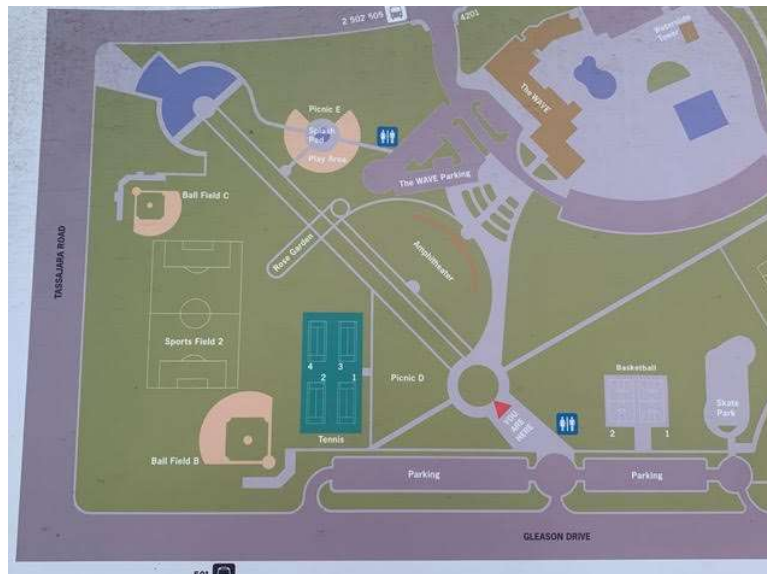 2 502 505
4201
Waterslide
Tower
The WAVE
Picnic E
Splash
Pad
Play Area
The WAVE Parking
Ball Field C
Rose Garden
Amphitheater
TASSAJARA ROAD
Sports Field 2
4
3
2
1
Picnic D
Tennis
Basketball
2
1
Skate
Park
YOU
ARE
HERE
Ball Field B
Parking
Parking
GLEASON DRIVE
501